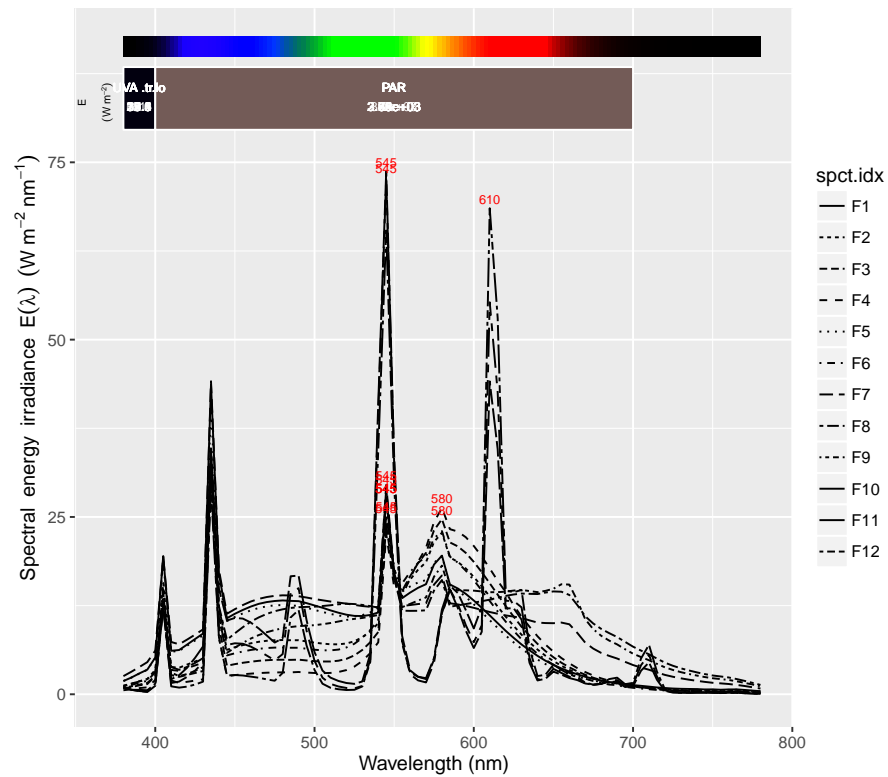 E
(W m⁻²)
PAR
Spectral energy irradiance E(λ) (W m⁻² nm⁻¹)
75
50
25
0
545
545
610
545
545
580
580
400
500
600
700
800
Wavelength (nm)
spct.idx
F1
F2
F3
F4
F5
F6
F7
F8
F9
F10
F11
F12